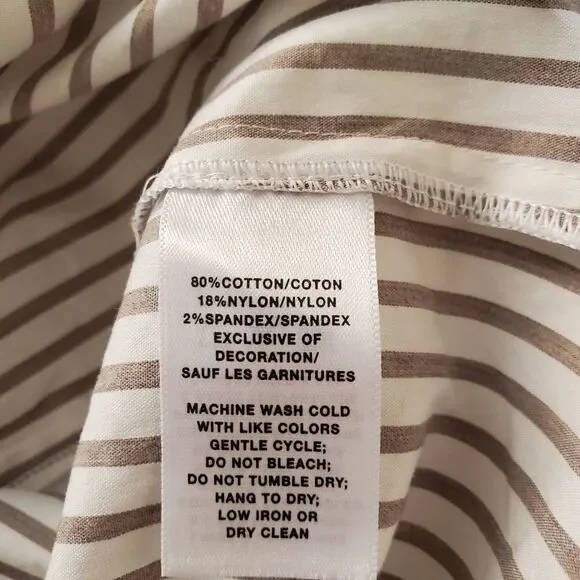 80%COTTON/COTON
18%NYLON/NYLON
2%SPANDEX/SPANDEX
EXCLUSIVE OF
DECORATION/
SAUF LES GARNITURES
MACHINE WASH COLD
WITH LIKE COLORS
GENTLE CYCLE;
DO NOT BLEACH;
DO NOT TUMBLE DRY;
HANG TO DRY;
LOW IRON OR
DRY CLEAN